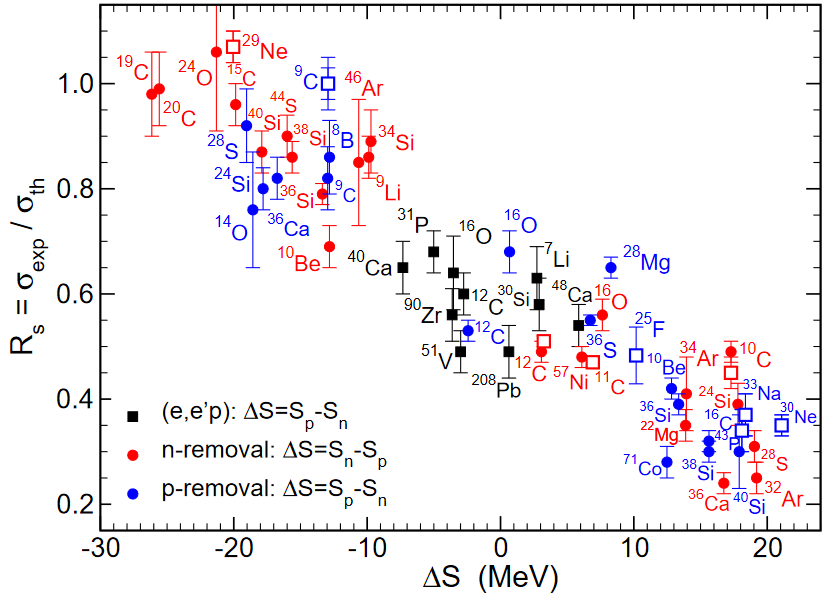 R_s = σ_exp / σ_th
1.0
0.8
0.6
0.4
0.2
-30
-20
-10
0
10
20
ΔS (MeV)
(e,e'p): ΔS=S_p-S_n
n-removal: ΔS=S_n-S_p
p-removal: ΔS=S_p-S_n
^19C
^20C
^24O
^29Ne
^15C
^9C
^46Ar
^44S
^40Si
^38Si
^8B
^34Si
^28S
^24Si
^36Si
^9C
^9Li
^14O
^36Ca
^10Be
^31P
^16O
^16O
^40Ca
^7Li
^28Mg
^90Zr
^12C
^30Si
^48Ca
^16O
^12C
^36S
^25F
^51V
^208Pb
^12C
^57Ni
^11C
^10Be
^34Ar
^10C
^36Si
^24Si
^33Na
^30Ne
^22Mg
^16C
^43P
^71Co
^38Si
^28S
^36Ca
^40Si
^32Ar